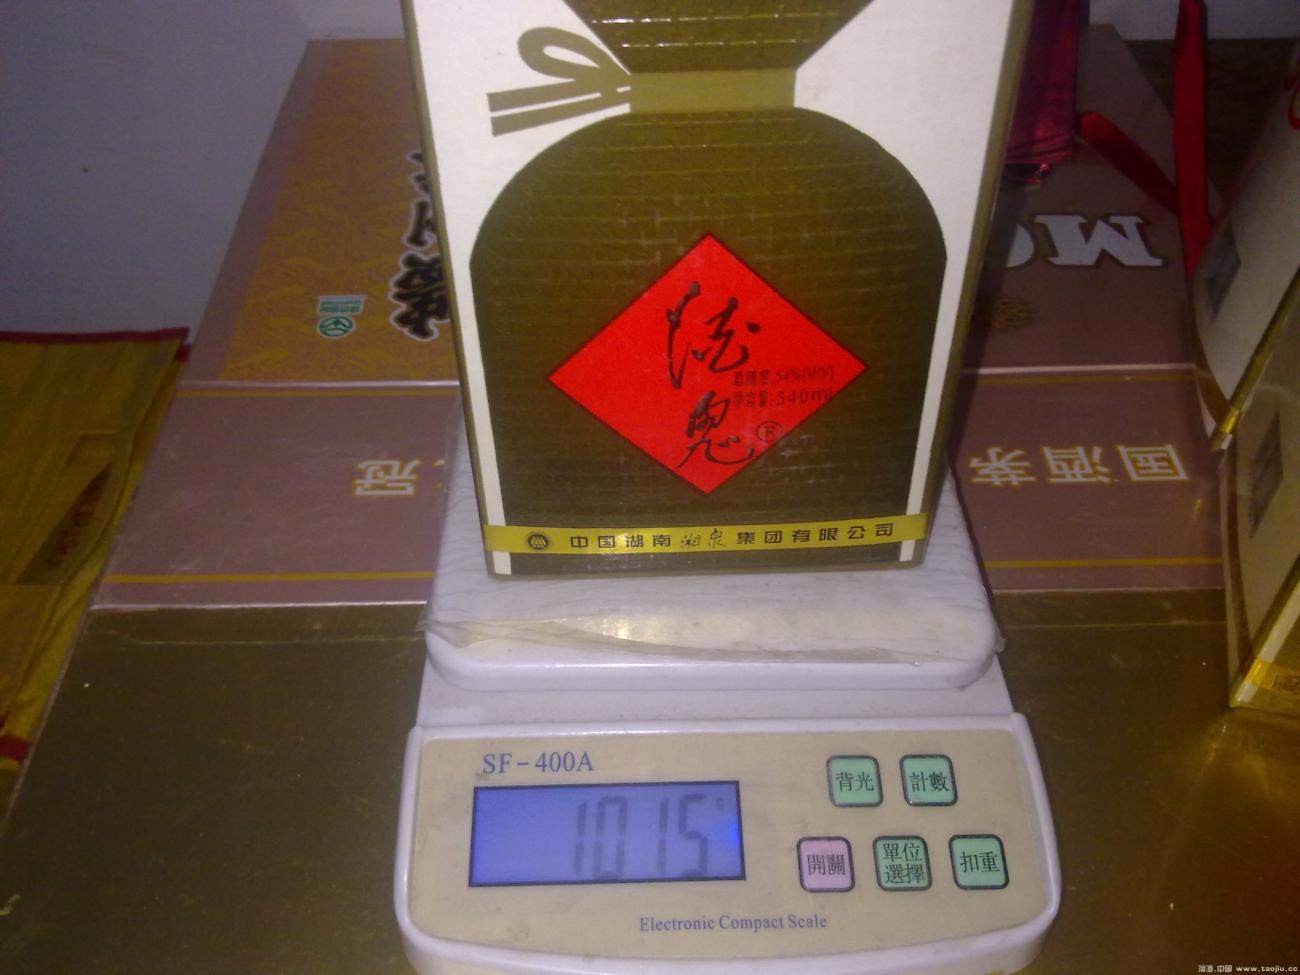 酒鬼
酒精度:54%(V/V)
净含量:540ml
®
中国湖南湘泉集团有限公司
国酒茅
冠
SF-400A
1015
背光
計數
開關
單位
選擇
扣重
Electronic Compact Scale
淘酒.中国 www.taojiu.cc